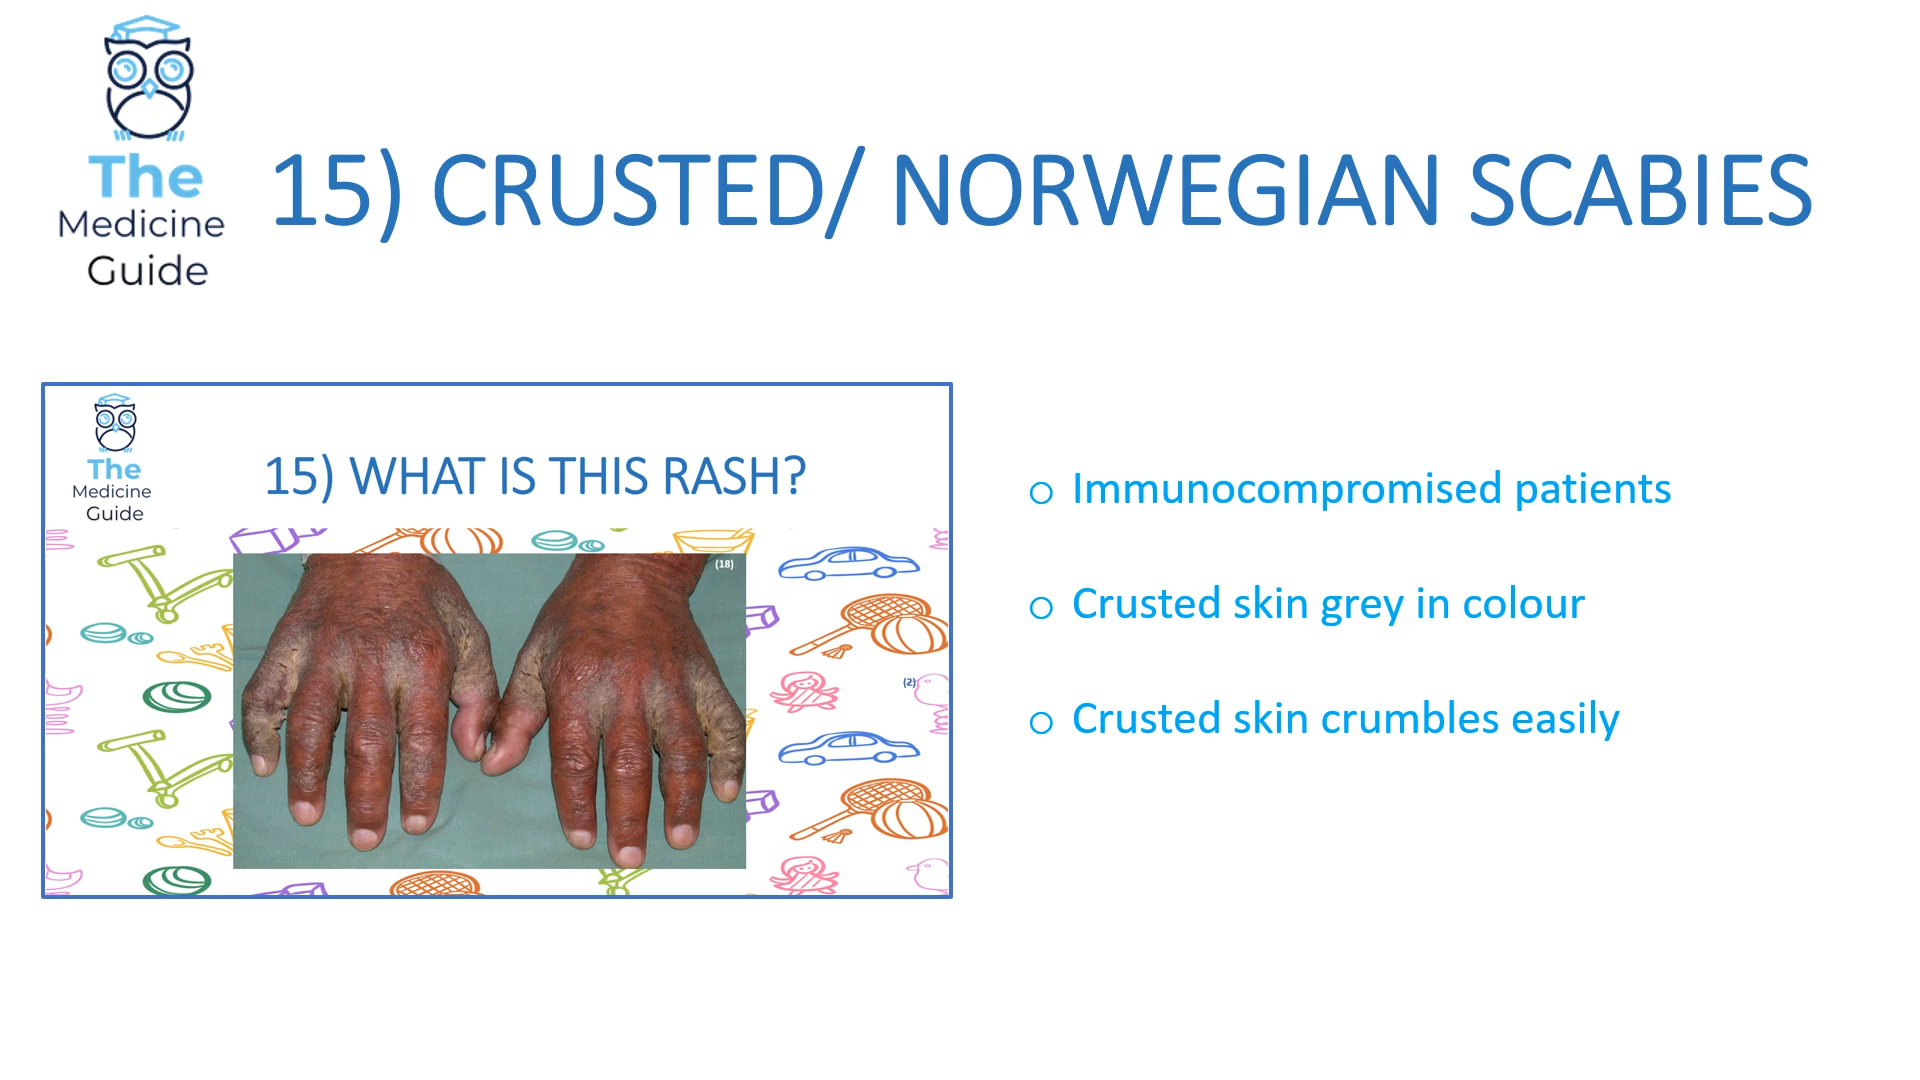 The
Medicine
Guide
15) CRUSTED/ NORWEGIAN SCABIES
The
Medicine
Guide
15) WHAT IS THIS RASH?
(18)
(2)
o Immunocompromised patients
o Crusted skin grey in colour
o Crusted skin crumbles easily